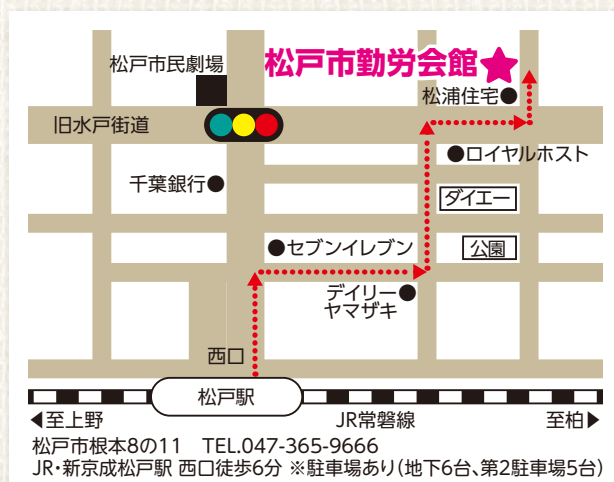 松戸市民劇場
松戸市勤労会館
松浦住宅
旧水戸街道
ロイヤルホスト
千葉銀行
ダイエー
セブンイレブン
公園
デイリー
ヤマザキ
西口
松戸駅
◀至上野
JR常磐線
至柏▶
松戸市根本8の11 TEL.047-365-9666
JR・新京成松戸駅 西口徒歩6分 ※駐車場あり(地下6台、第2駐車場5台)